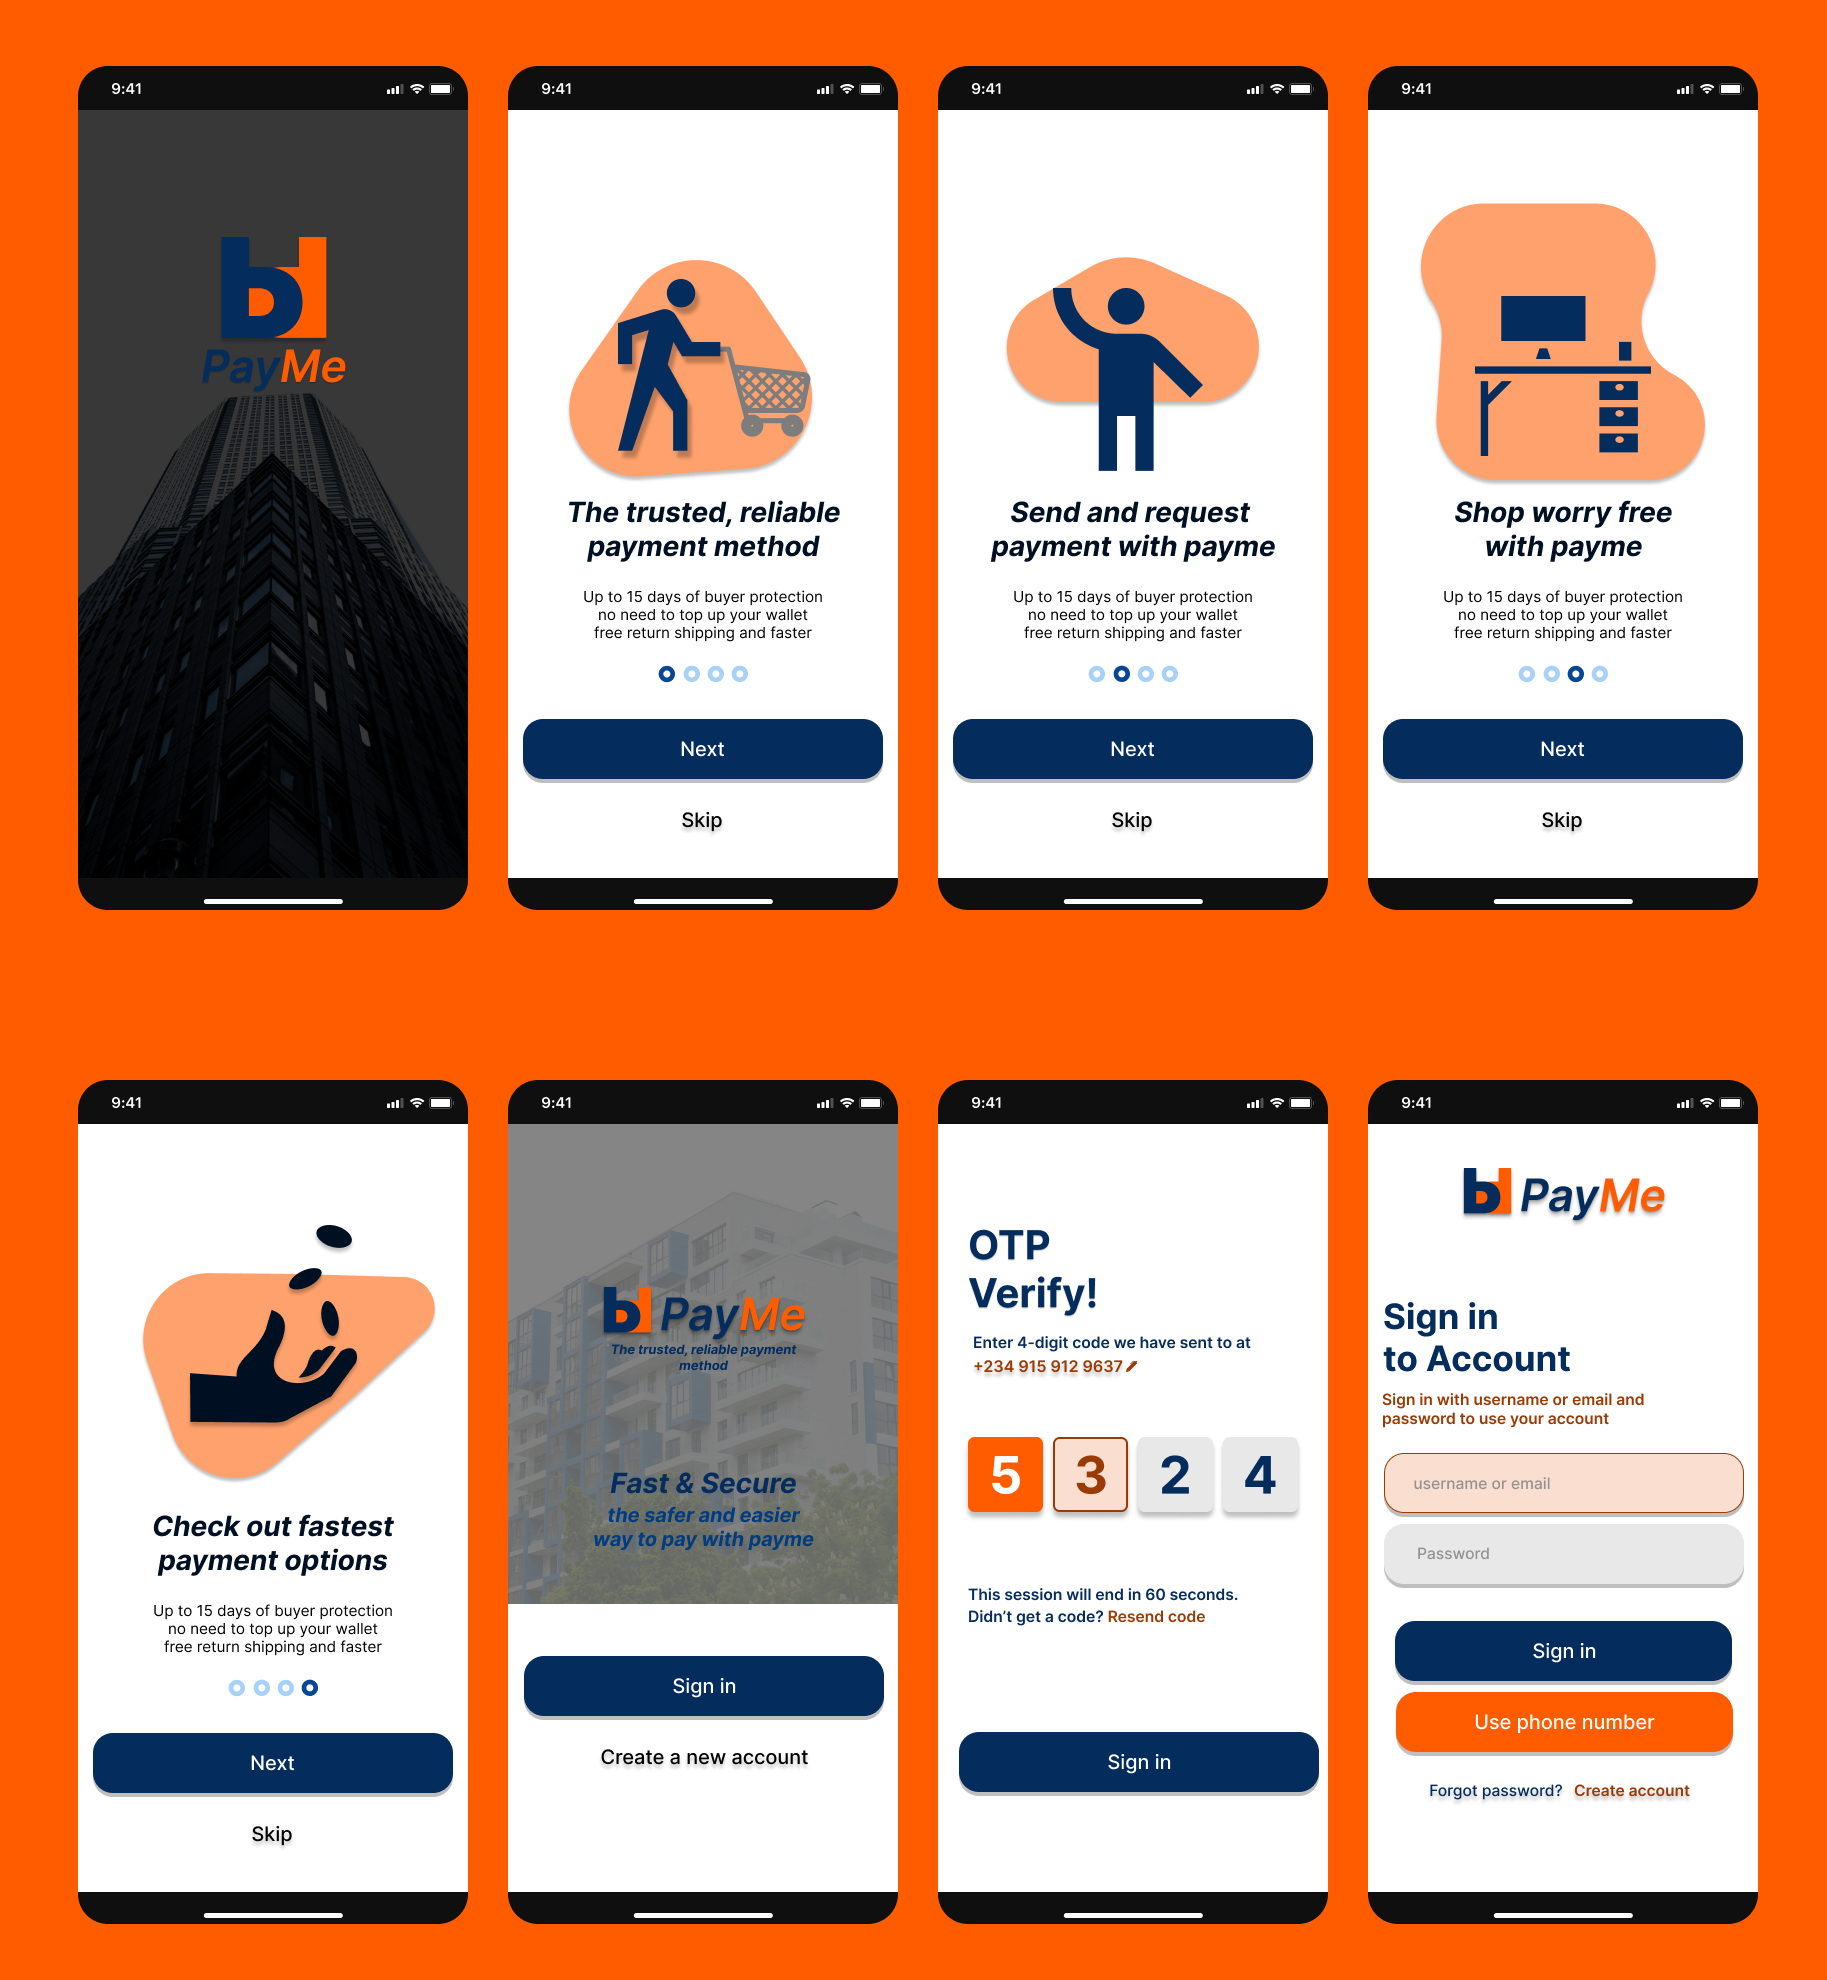 9:41
PayMe
9:41
The trusted, reliable
payment method
Up to 15 days of buyer protection
no need to top up your wallet
free return shipping and faster
Next
Skip
9:41
Send and request
payment with payme
Up to 15 days of buyer protection
no need to top up your wallet
free return shipping and faster
Next
Skip
9:41
Shop worry free
with payme
Up to 15 days of buyer protection
no need to top up your wallet
free return shipping and faster
Next
Skip
9:41
Check out fastest
payment options
Up to 15 days of buyer protection
no need to top up your wallet
free return shipping and faster
Next
Skip
9:41
PayMe
The trusted, reliable payment
method
Fast & Secure
the safer and easier
way to pay with payme
Sign in
Create a new account
9:41
OTP
Verify!
Enter 4-digit code we have sent to at
+234 915 912 9637
5 3 2 4
This session will end in 60 seconds.
Didn't get a code? Resend code
Sign in
9:41
PayMe
Sign in
to Account
Sign in with username or email and
password to use your account
username or email
Password
Sign in
Use phone number
Forgot password? Create account